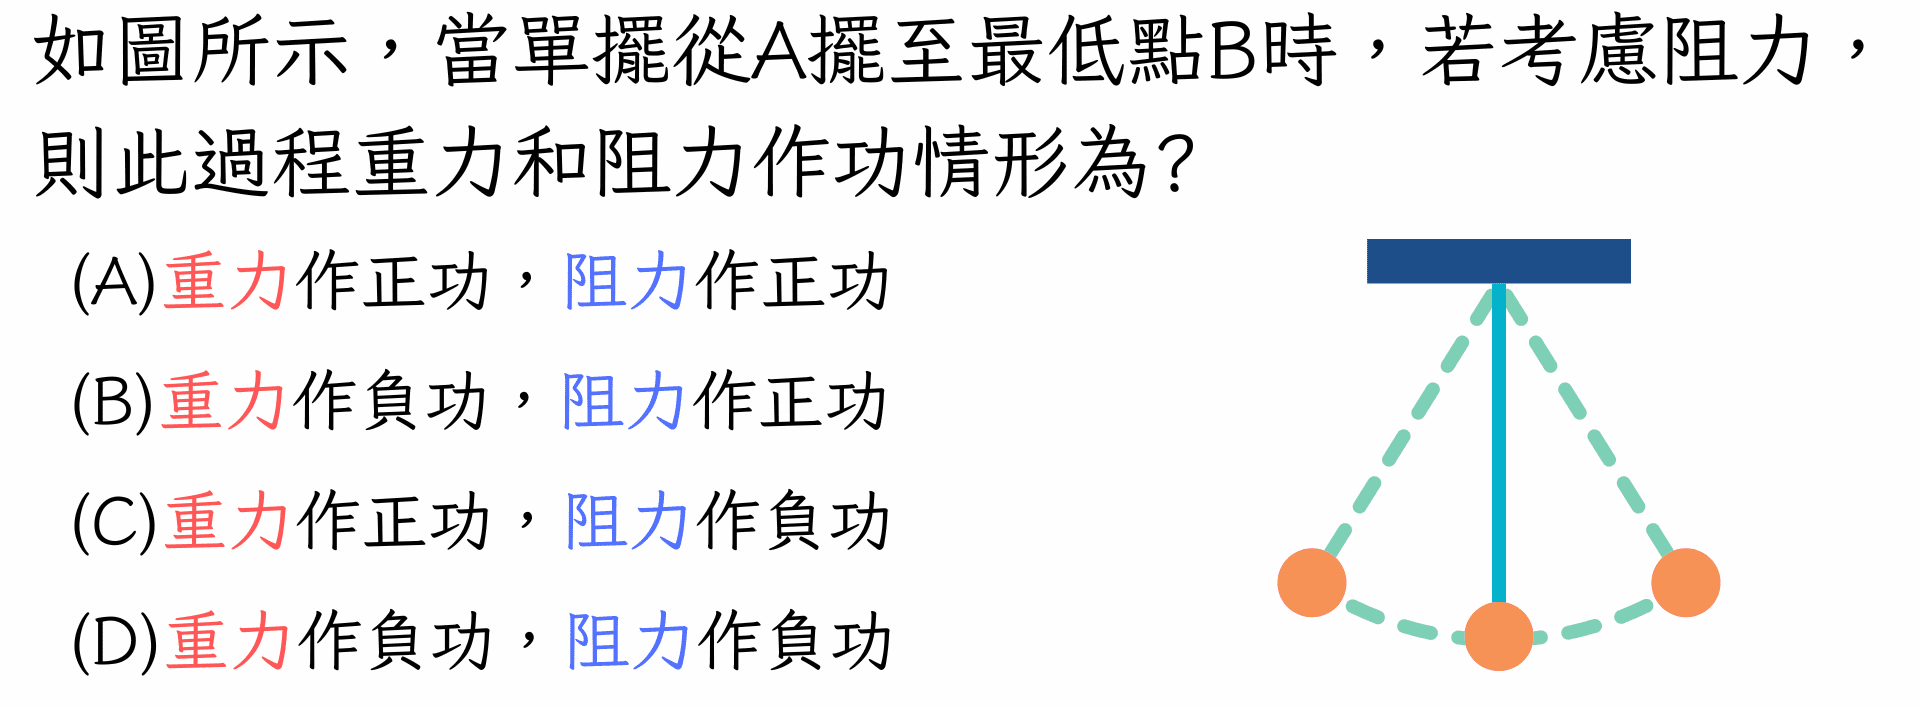 如圖所示，當單擺從A擺至最低點B時，若考慮阻力，
則此過程重力和阻力作功情形為?
(A)重力作正功，阻力作正功
(B)重力作負功，阻力作正功
(C)重力作正功，阻力作負功
(D)重力作負功，阻力作負功